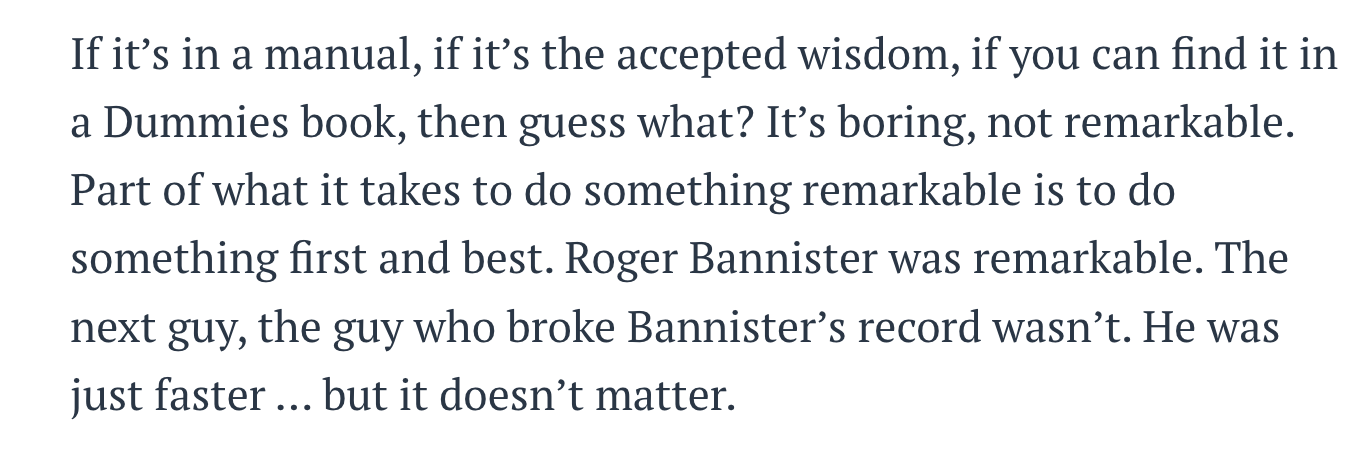 If it’s in a manual, if it’s the accepted wisdom, if you can find it in
a Dummies book, then guess what? It’s boring, not remarkable.
Part of what it takes to do something remarkable is to do
something first and best. Roger Bannister was remarkable. The
next guy, the guy who broke Bannister’s record wasn’t. He was
just faster … but it doesn’t matter.